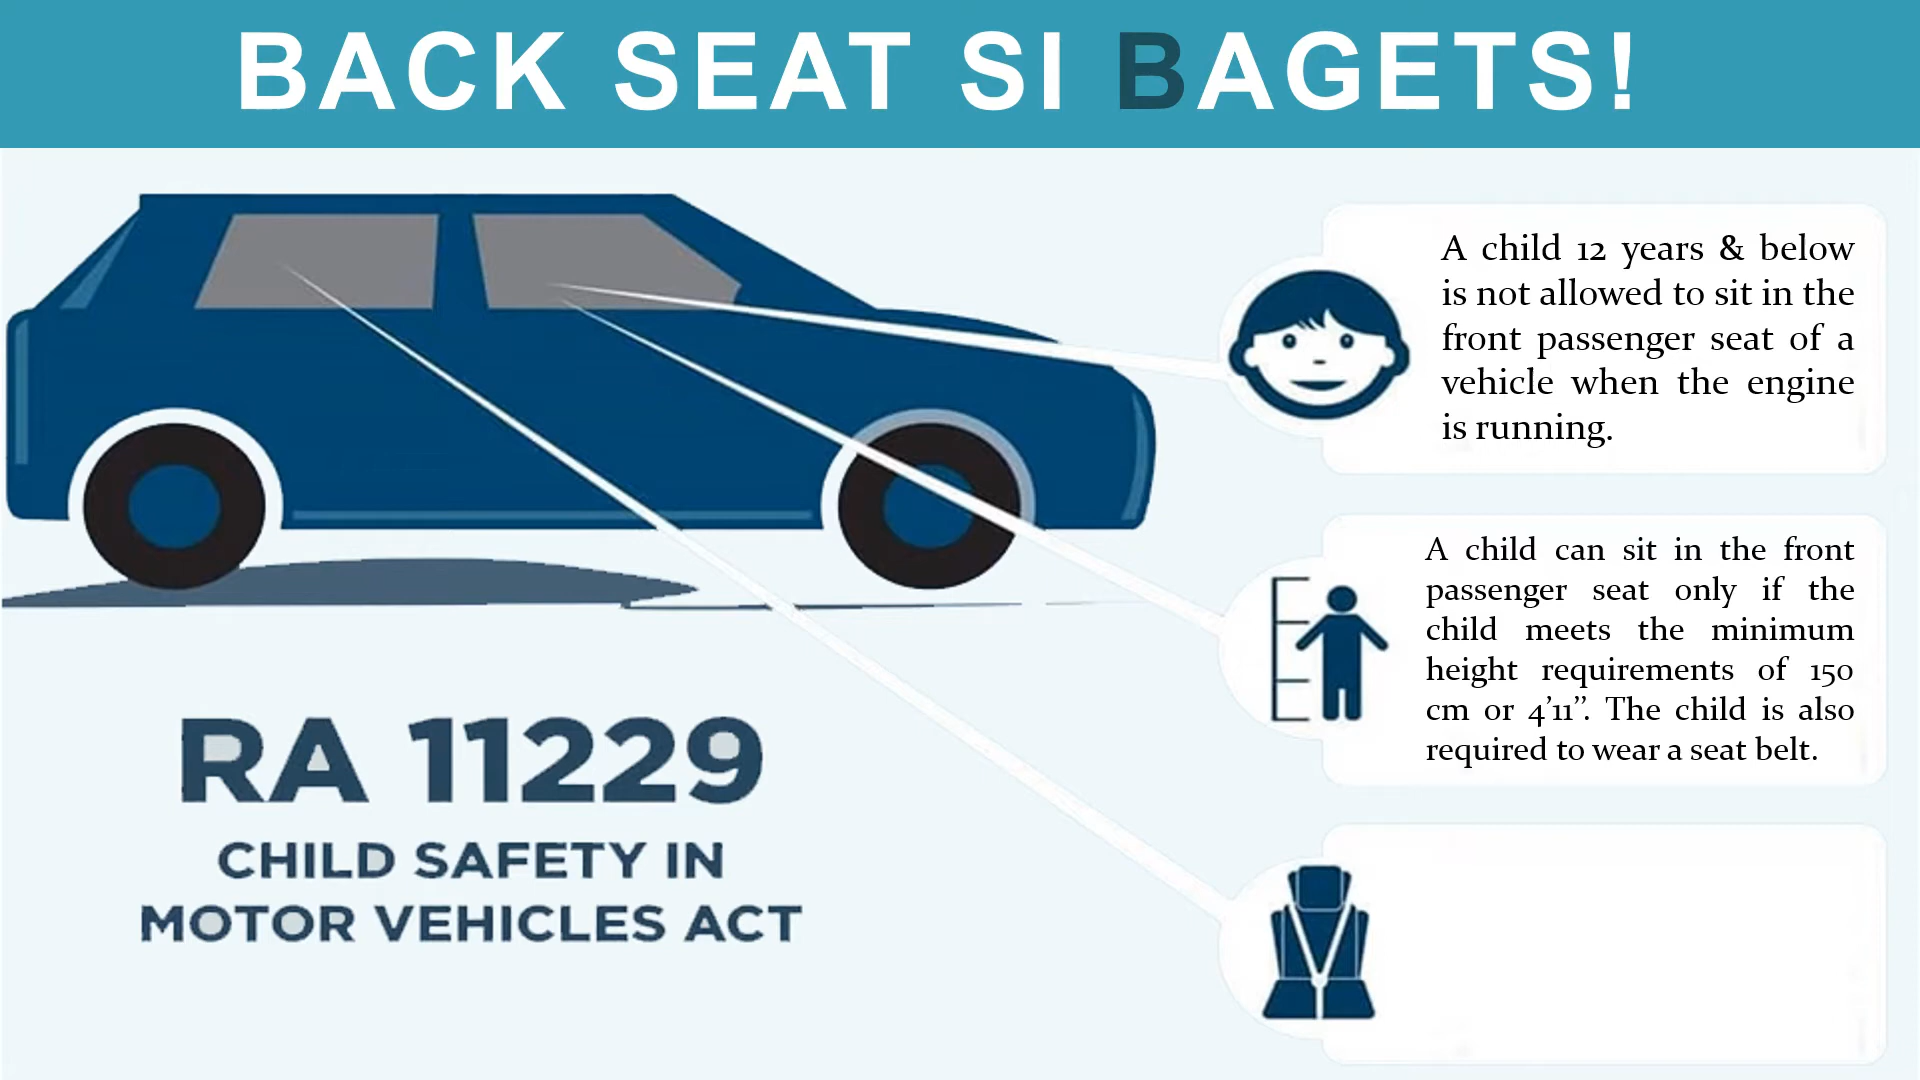 BACK SEAT SI BAGETS!
A child 12 years & below
is not allowed to sit in the
front passenger seat of a
vehicle when the engine
is running.
A child can sit in the front
passenger seat only if the
child meets the minimum
height requirements of 150
cm or 4’11”. The child is also
required to wear a seat belt.
RA 11229
CHILD SAFETY IN
MOTOR VEHICLES ACT